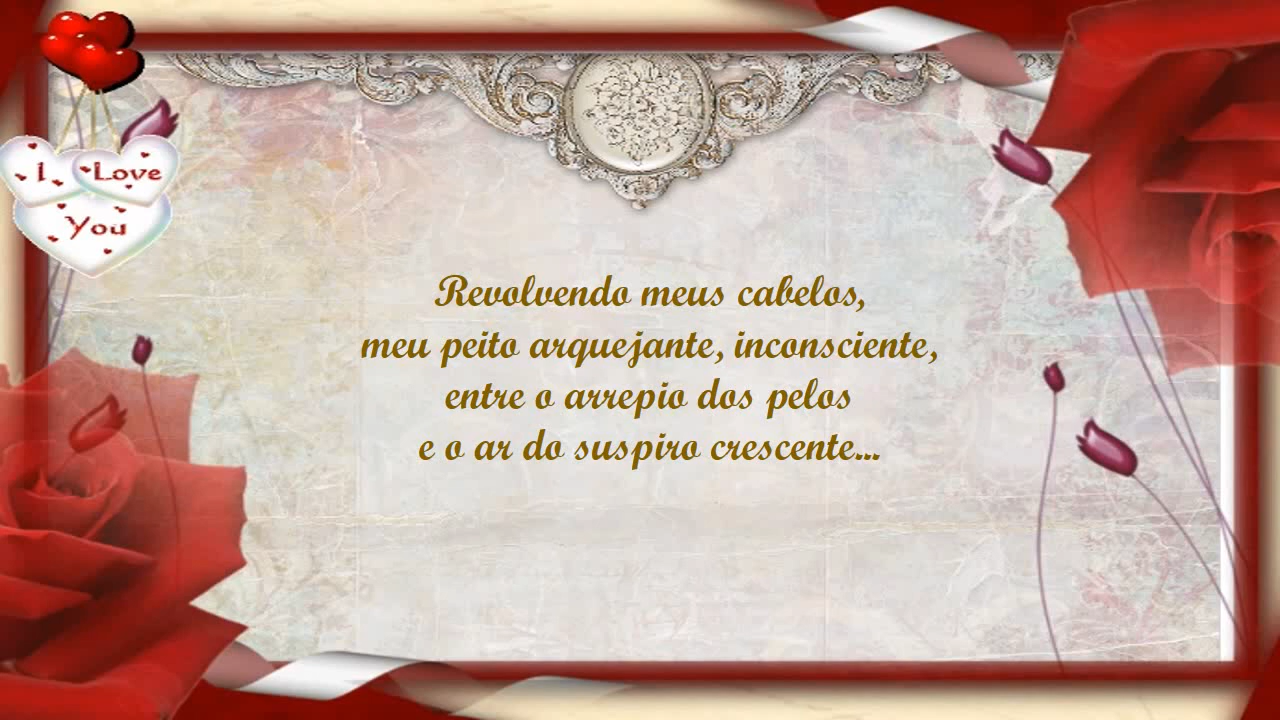 I Love
You
Revolvendo meus cabelos,
meu peito arquejante, inconsciente,
entre o arrepio dos pelos
e o ar do suspiro crescente...